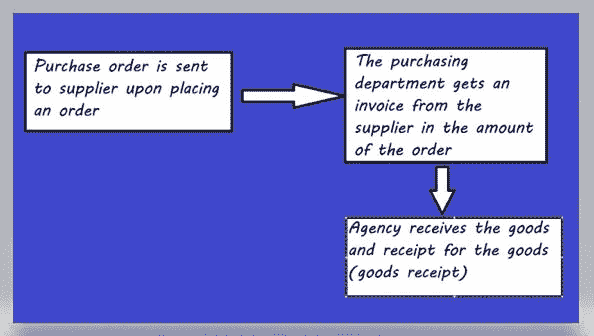 Purchase order is sent
to supplier upon placing
an order
The purchasing
department gets an
invoice from the
supplier in the amount
of the order
Agency receives the goods
and receipt for the goods
(goods receipt)